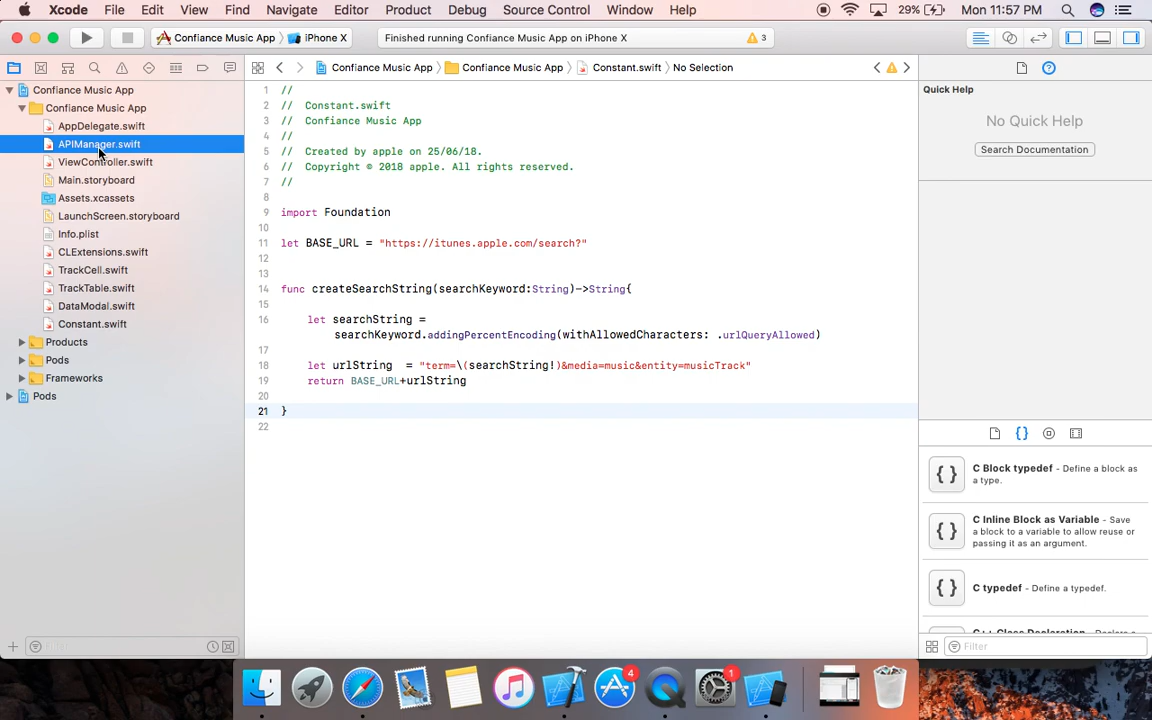 Xcode File Edit View Find Navigate Editor Product Debug Source Control Window Help 29% Mon 11:57 PM
Confiance Music App iPhone X Finished running Confiance Music App on iPhone X 3
Confiance Music App Confiance Music App Constant.swift No Selection
Confiance Music App
Confiance Music App
AppDelegate.swift
APIManager.swift
ViewController.swift
Main.storyboard
Assets.xcassets
LaunchScreen.storyboard
Info.plist
CLExtensions.swift
TrackCell.swift
TrackTable.swift
DataModal.swift
Constant.swift
Products
Pods
Frameworks
Pods
1 //
2 // Constant.swift
3 // Confiance Music App
4 //
5 // Created by apple on 25/06/18.
6 // Copyright © 2018 apple. All rights reserved.
7 //
8
9 import Foundation
10
11 let BASE_URL = "https://itunes.apple.com/search?"
12
13
14 func createSearchString(searchKeyword:String)->String{
15
16 let searchString =
searchKeyword.addingPercentEncoding(withAllowedCharacters: .urlQueryAllowed)
17
18 let urlString = "term=\(searchString!)&media=music&entity=musicTrack"
19 return BASE_URL+urlString
20
21 }
22
Quick Help
No Quick Help
Search Documentation
{ } C Block typedef - Define a block as
a type.
{ } C Inline Block as Variable - Save
a block to a variable to allow reuse or
passing it as an argument.
{ } C typedef - Define a typedef.
Filter
4
1